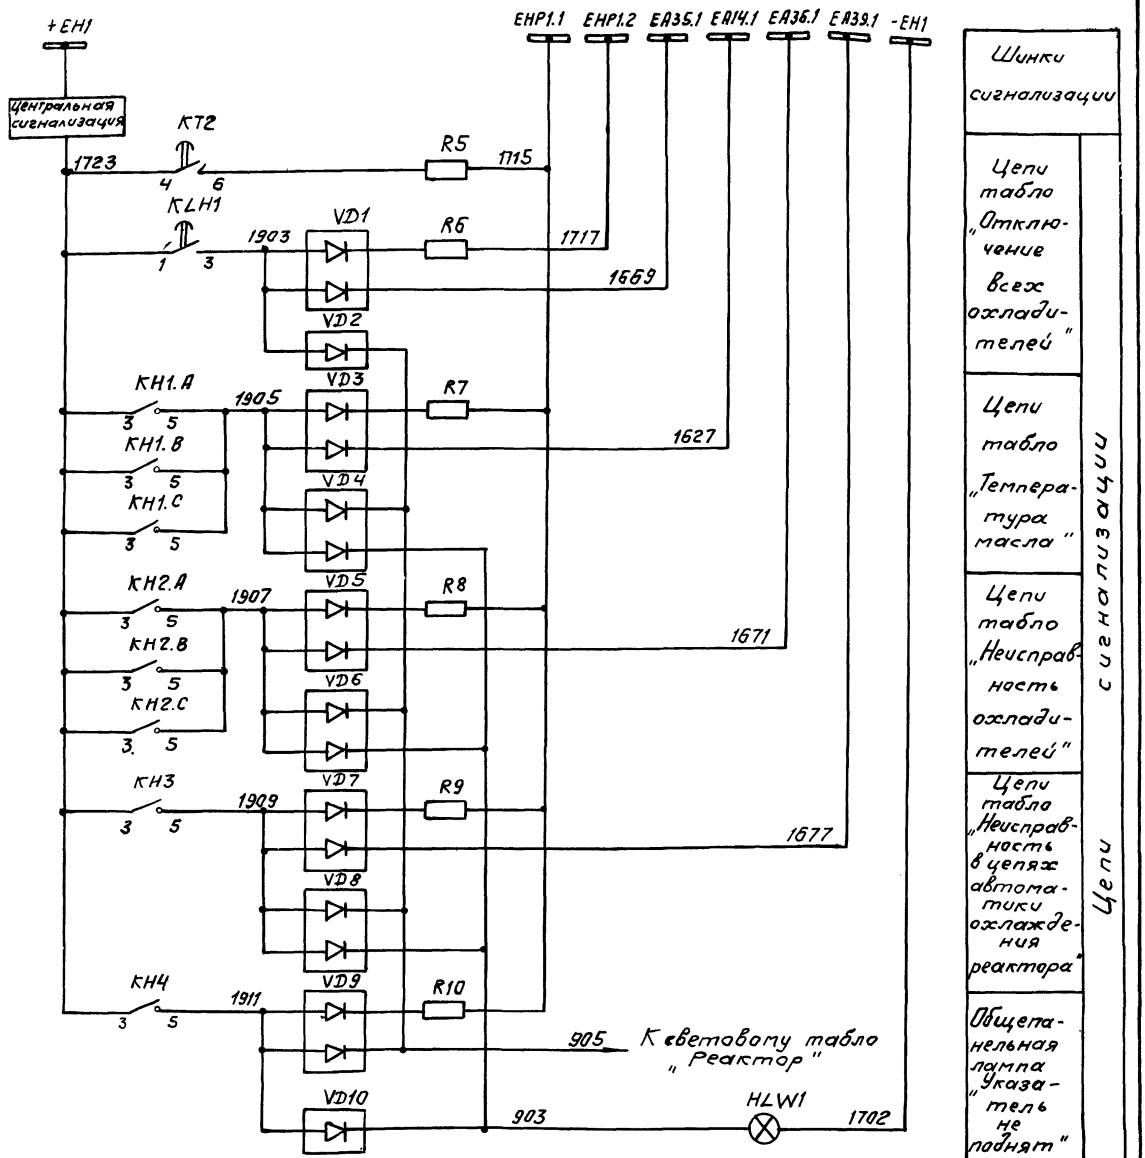 +EH1
EHP1.1 EHP1.2 EA35.1 EA14.1 EA36.1 EA39.1 -EH1
Центральная
сигнализация
1723
KT2
4 6
R5
1715
KLH1
1 3
1903
VD1
R6
1717
1669
VD2
KH1.A
3 5
1905
VD3
R7
1627
KH1.B
3 5
VD4
KH1.C
3 5
KH2.A
3 5
1907
VD5
R8
1671
KH2.B
3 5
VD6
KH2.C
3. 5
KH3
3 5
1909
VD7
R9
1677
VD8
KH4
3 5
1911
VD9
R10
905
К световому табло
„Реактор"
VD10
903
HLW1
1702
Шинки
сигнализации
Цепи
табло
„Отклю-
чение
всех
охлади-
телей"
Цепи
табло
„Темпера-
тура
масла"
Цепи
табло
„Неисправ-
ность
охлади-
телей"
Цепи
табло
„Неисправ-
ность
в цепях
автома-
тики
охлажде-
ния
реактора"
Общепа-
нельная
лампа
„Указа-
тель
не
поднят"
Цепи сигнализации